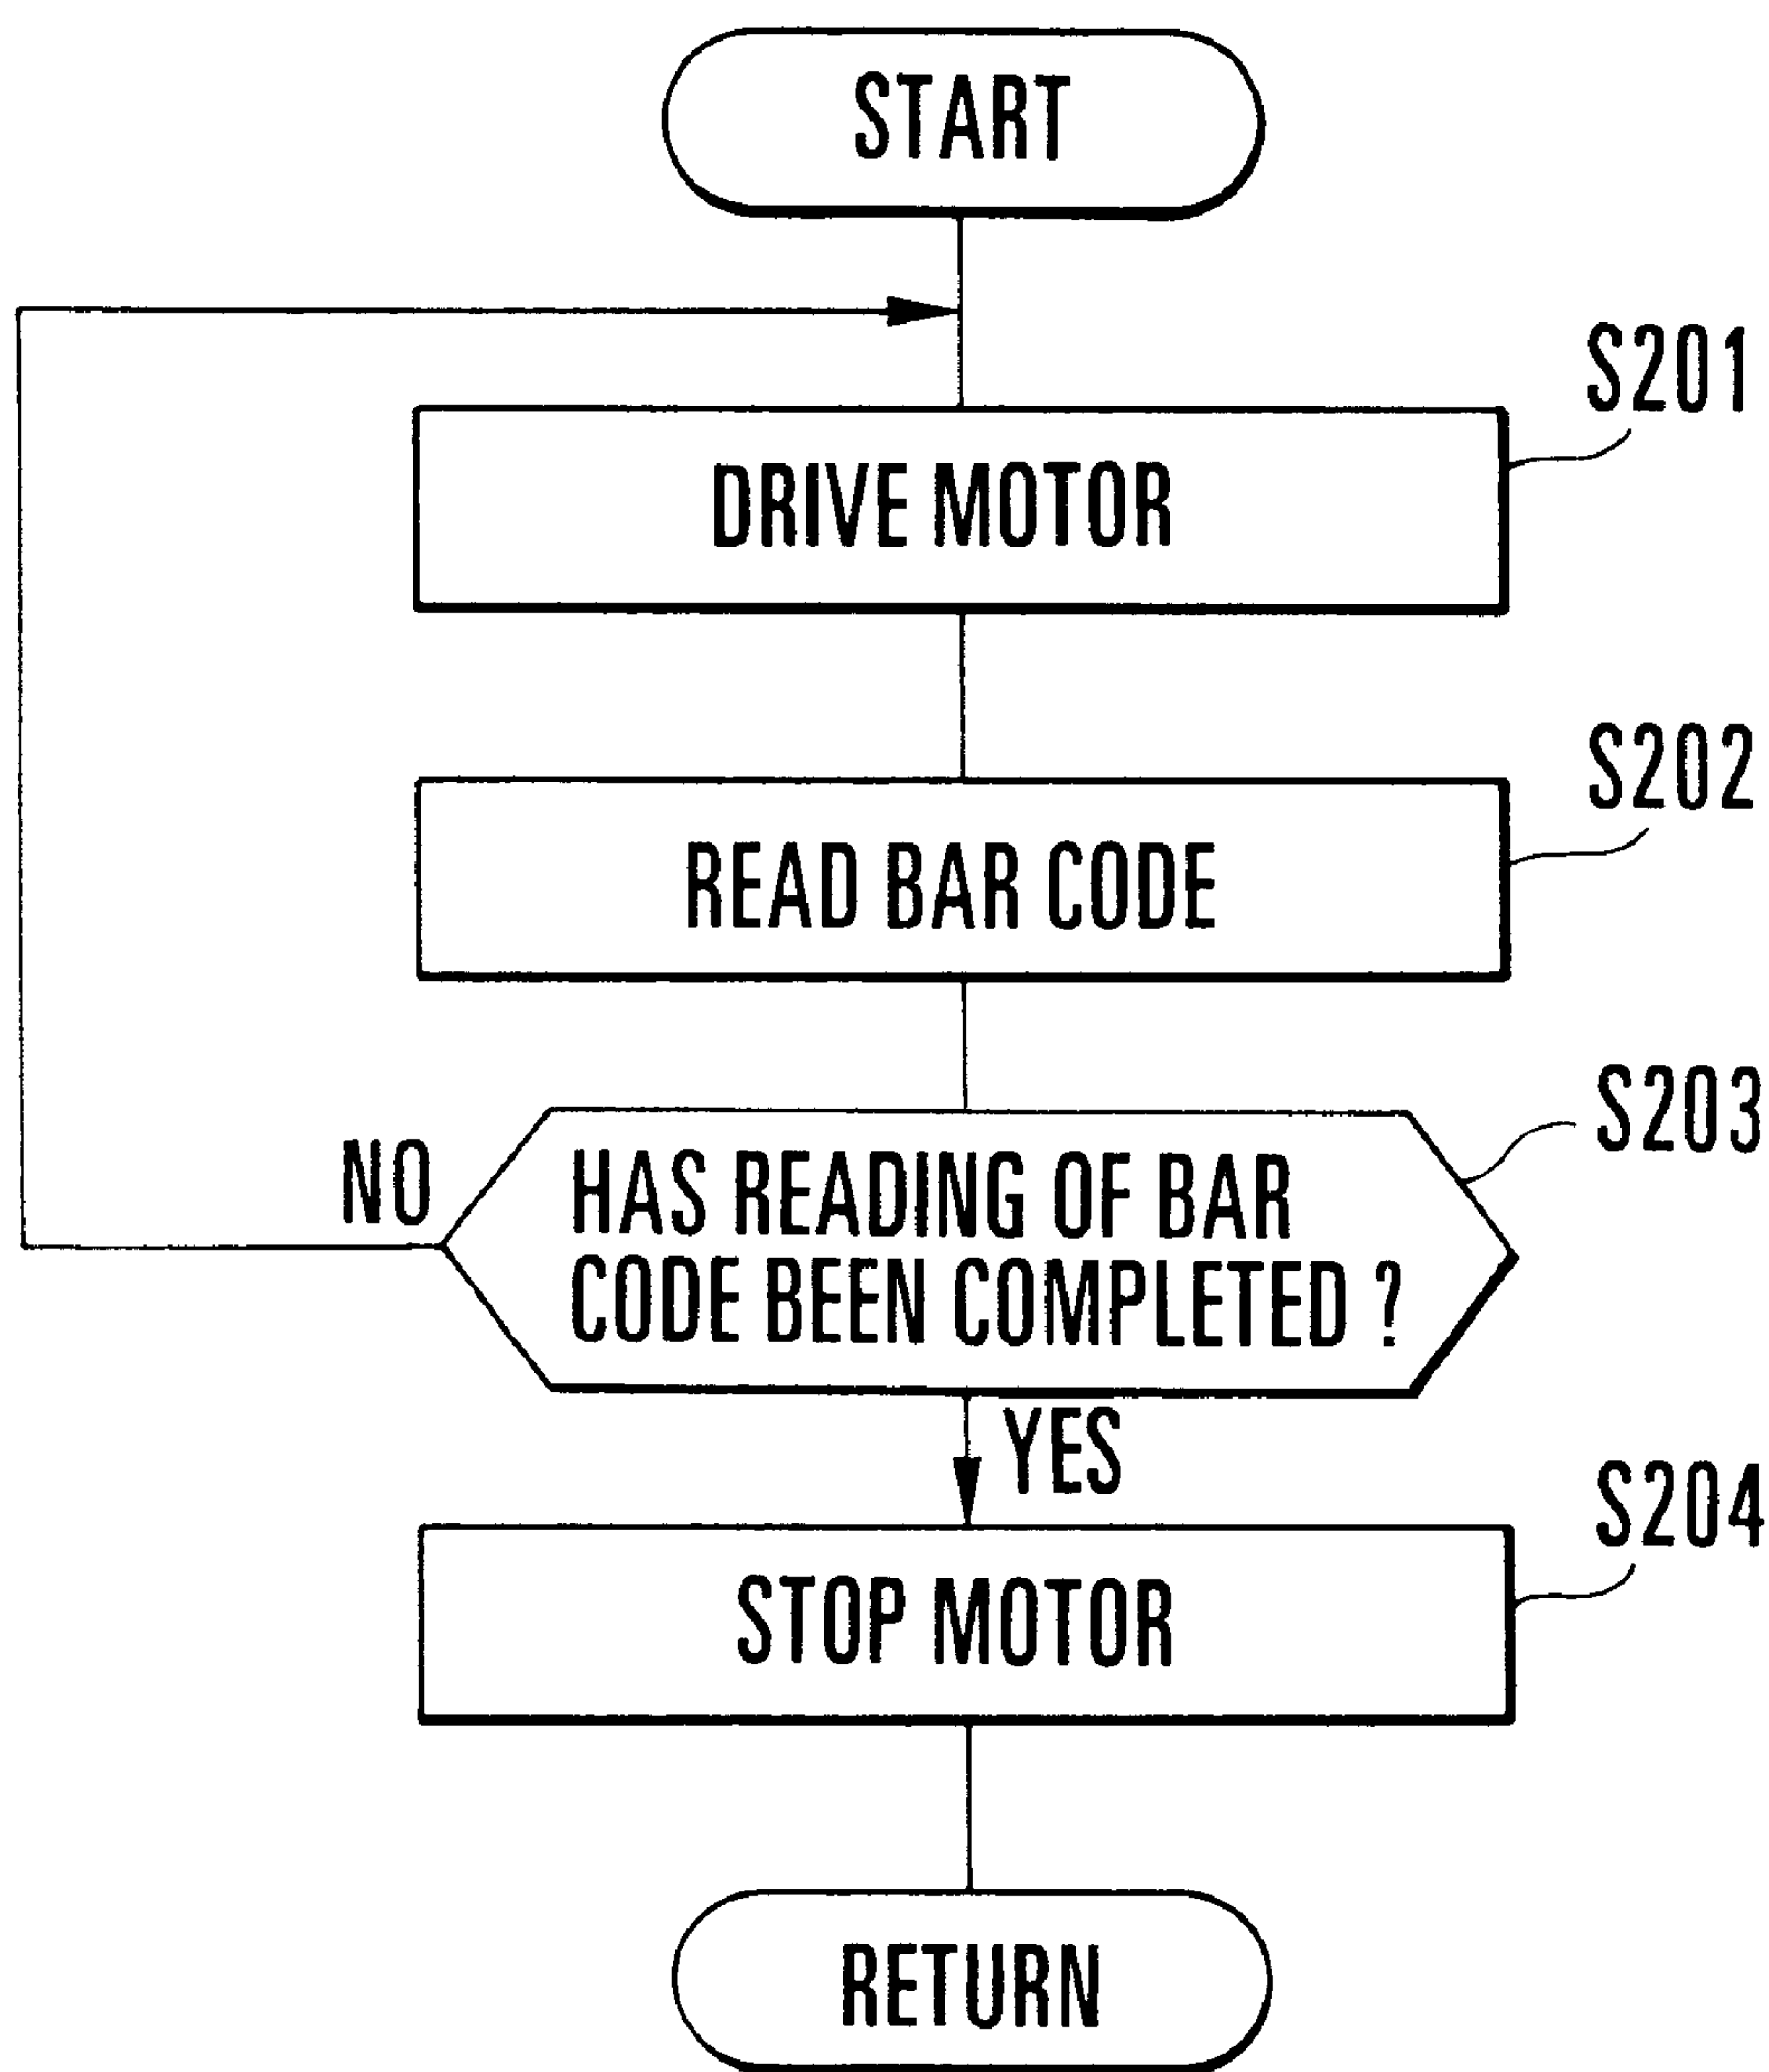 START
S201
DRIVE MOTOR
S202
READ BAR CODE
S203
NO
HAS READING OF BAR
CODE BEEN COMPLETED ?
YES
S204
STOP MOTOR
RETURN